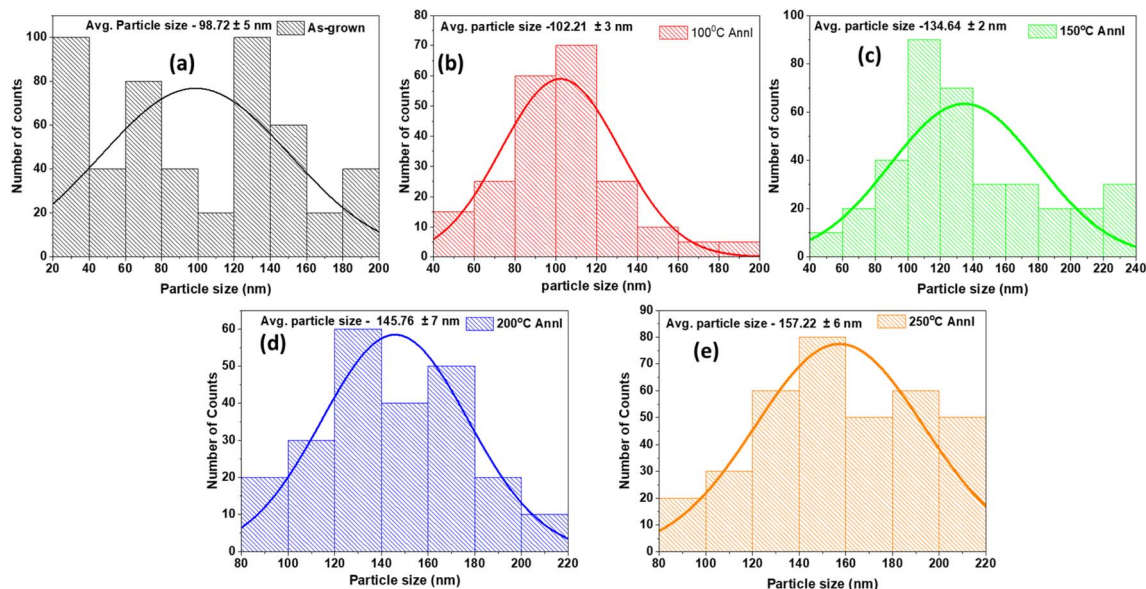 Avg. Particle size - 98.72 ± 5 nm
As-grown
(a)
Number of counts
100
80
60
40
20
20 40 60 80 100 120 140 160 180 200
Particle size (nm)
Avg. Particle size -102.21 ± 3 nm
100⁰C Annl
(b)
Number of counts
80
70
60
50
40
30
20
10
0
40 60 80 100 120 140 160 180 200
particle size (nm)
Avg. particle size -134.64 ± 2 nm
150°C Annl
(c)
Number of counts
100
80
60
40
20
0
40 60 80 100 120 140 160 180 200 220 240
Particle size (nm)
Avg. particle size - 145.76 ± 7 nm
200°C Annl
(d)
Number of Counts
60
50
40
30
20
10
0
80 100 120 140 160 180 200 220
Particle size (nm)
Avg. particle size - 157.22 ± 6 nm
250°C Annl
(e)
Number of Counts
90
80
70
60
50
40
30
20
10
0
80 100 120 140 160 180 200 220
Particle size (nm)